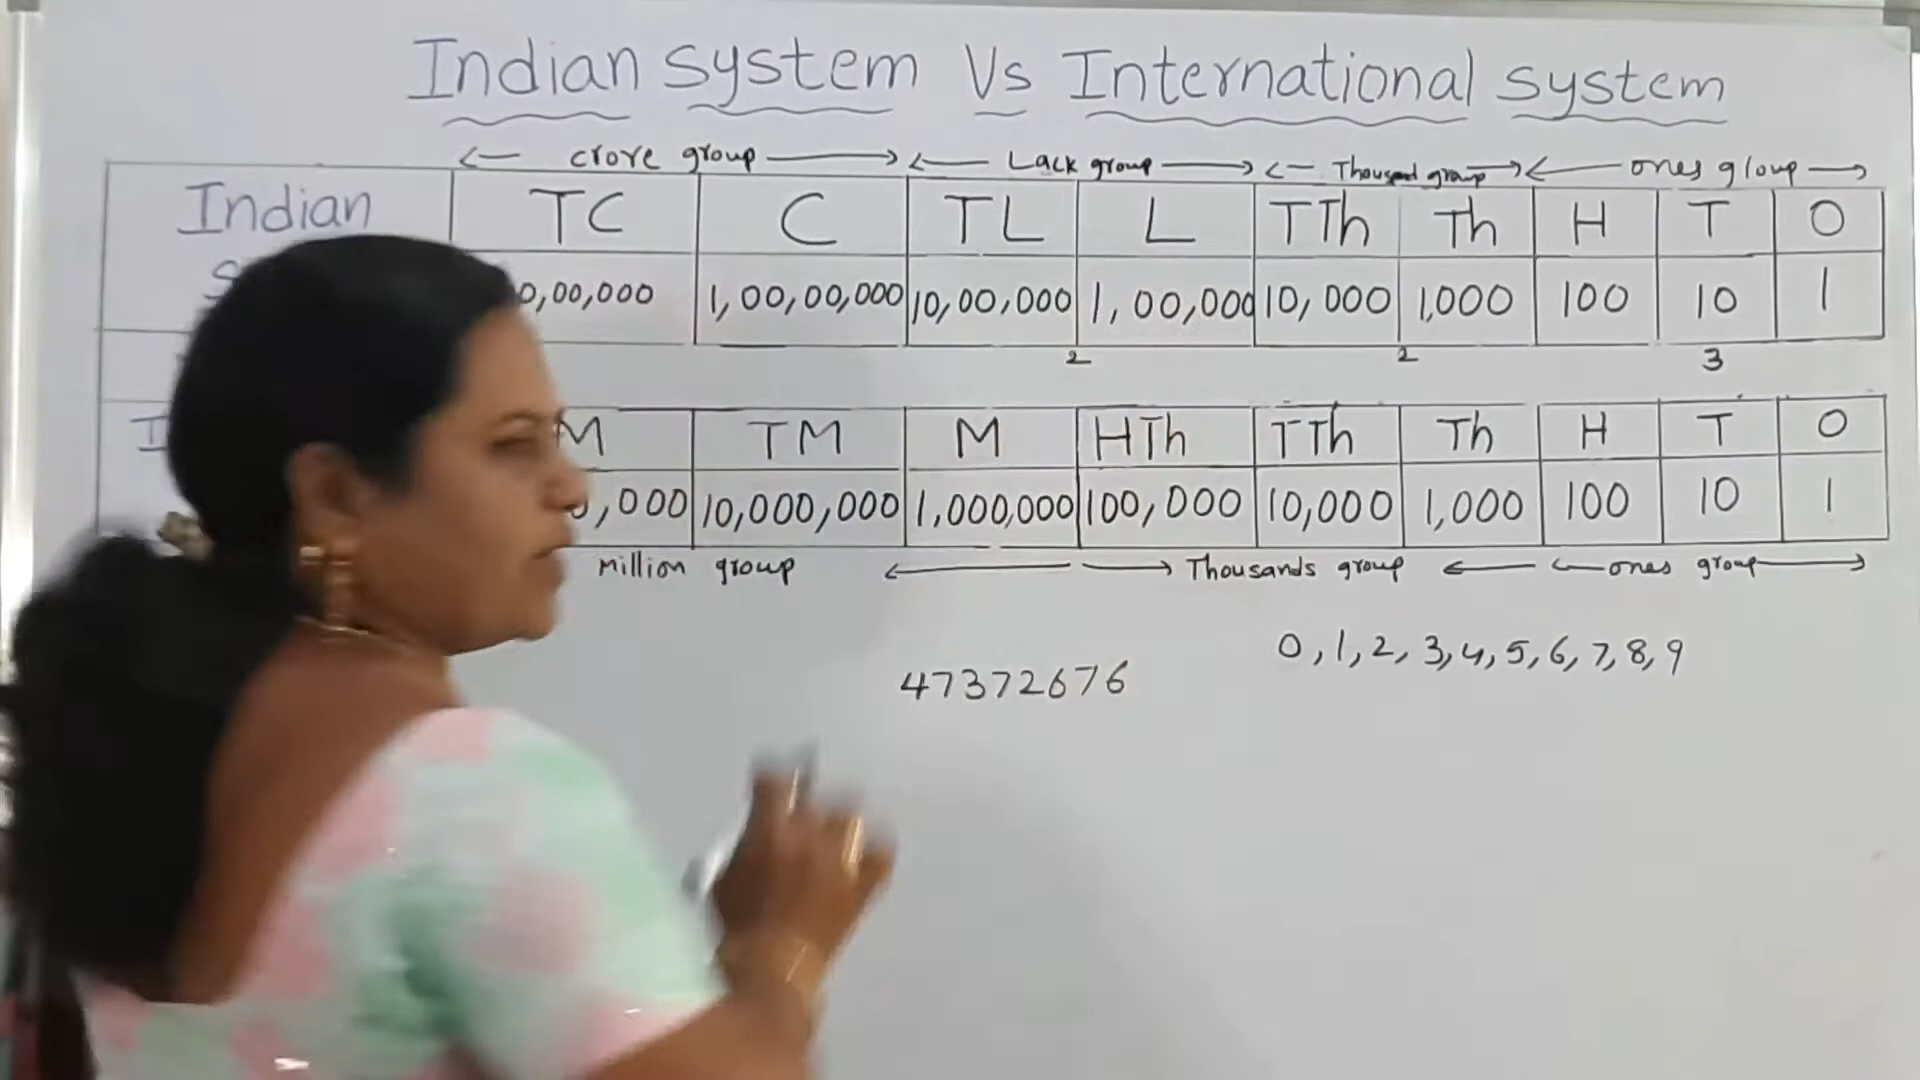 Indian system Vs International system
← crore group → ← Lack group → ← Thousand group → ← ones gloup →
Indian TC C TL L TTh Th H T O
0,00,000 1,00,00,000 10,00,000 1,00,000 10,000 1,000 100 10 1
2 2 3
M TM M HTh TTh Th H T O
,000 10,000,000 1,000,000 100,000 10,000 1,000 100 10 1
million group ← → Thousands group ← ← ones group →
0,1,2,3,4,5,6,7,8,9
47372676